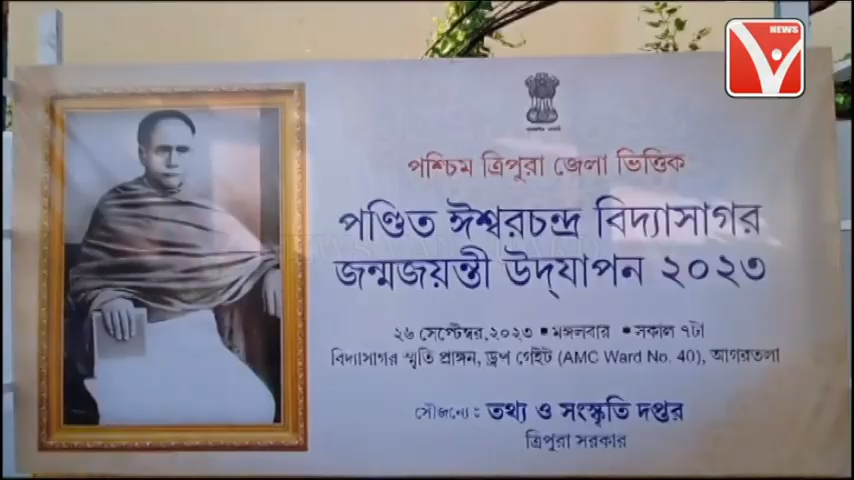 NEWS
V
পশ্চিম ত্রিপুরা জেলা ভিত্তিক
পণ্ডিত ঈশ্বরচন্দ্র বিদ্যাসাগর
জন্মজয়ন্তী উদ্‌যাপন ২০২৩
২৬ সেপ্টেম্বর,২০২৩ ▪ মঙ্গলবার ▪ সকাল ৭টা
বিদ্যাসাগর স্মৃতি প্রাঙ্গন, ড্রপ গেইট (AMC Ward No. 40), আগরতলা
সৌজন্যে : তথ্য ও সংস্কৃতি দপ্তর
ত্রিপুরা সরকার